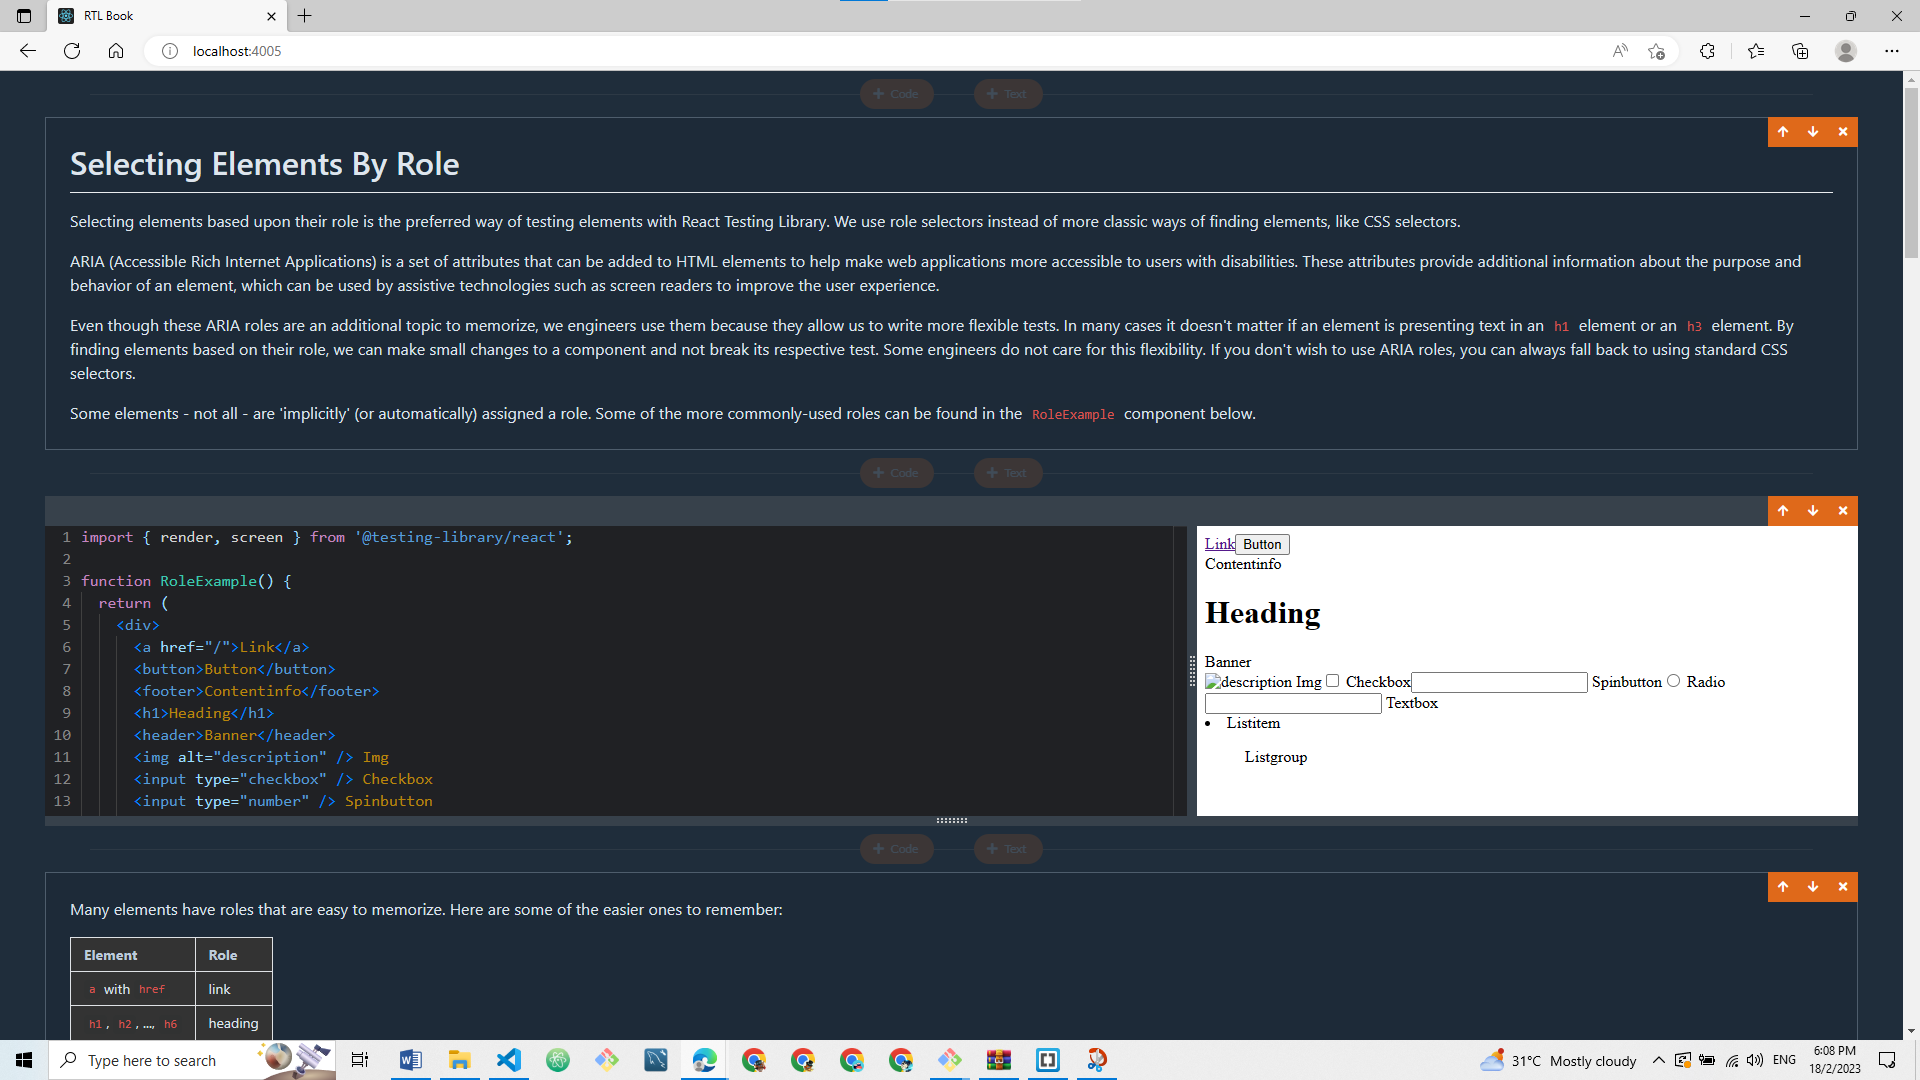 RTL Book
localhost:4005
Code
Text
Selecting Elements By Role
Selecting elements based upon their role is the preferred way of testing elements with React Testing Library. We use role selectors instead of more classic ways of finding elements, like CSS selectors.
ARIA (Accessible Rich Internet Applications) is a set of attributes that can be added to HTML elements to help make web applications more accessible to users with disabilities. These attributes provide additional information about the purpose and
behavior of an element, which can be used by assistive technologies such as screen readers to improve the user experience.
Even though these ARIA roles are an additional topic to memorize, we engineers use them because they allow us to write more flexible tests. In many cases it doesn't matter if an element is presenting text in an h1 element or an h3 element. By
finding elements based on their role, we can make small changes to a component and not break its respective test. Some engineers do not care for this flexibility. If you don't wish to use ARIA roles, you can always fall back to using standard CSS
selectors.
Some elements - not all - are 'implicitly' (or automatically) assigned a role. Some of the more commonly-used roles can be found in the RoleExample component below.
Code
Text
1 import { render, screen } from '@testing-library/react';
2
3 function RoleExample() {
4 return (
5 <div>
6 <a href="/">Link</a>
7 <button>Button</button>
8 <footer>Contentinfo</footer>
9 <h1>Heading</h1>
10 <header>Banner</header>
11 <img alt="description" /> Img
12 <input type="checkbox" /> Checkbox
13 <input type="number" /> Spinbutton
Link Button
Contentinfo
Heading
Banner
description Img Checkbox Spinbutton Radio
Textbox
Listitem
Listgroup
Code
Text
Many elements have roles that are easy to memorize. Here are some of the easier ones to remember:
Element Role
a with href link
h1, h2, ..., h6 heading
Type here to search
31°C Mostly cloudy
ENG
6:08 PM
18/2/2023